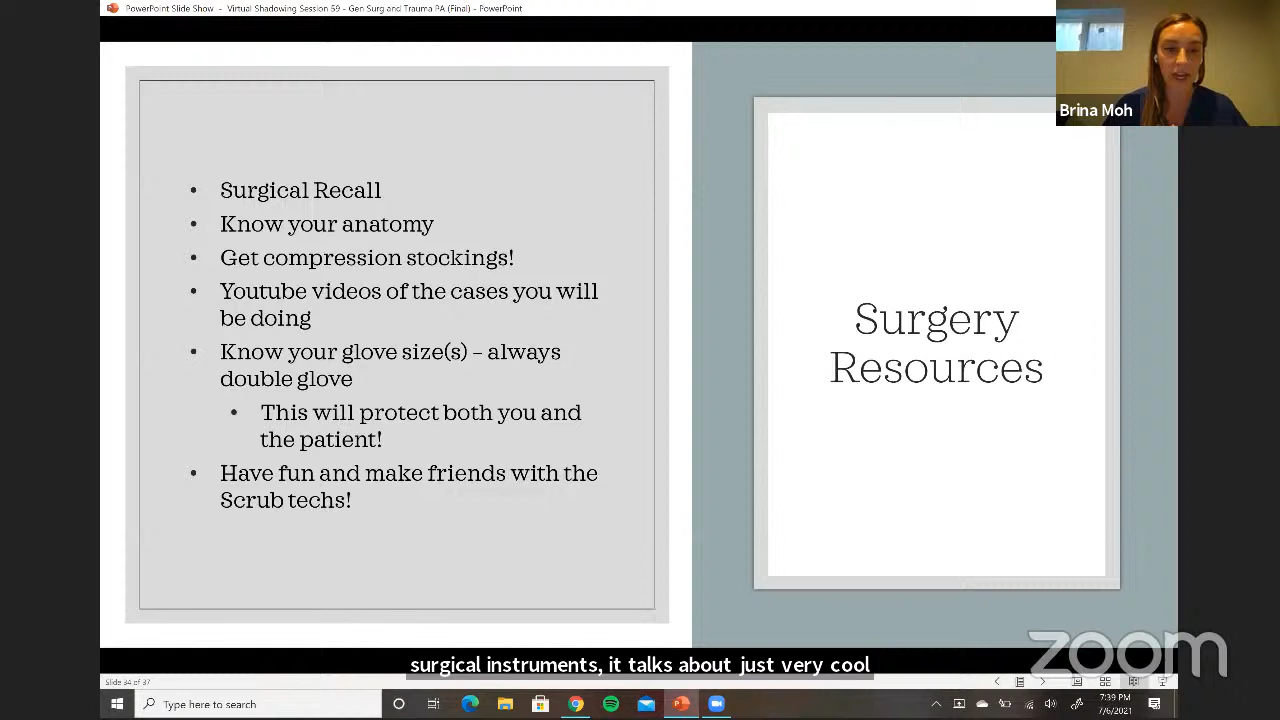 PowerPoint Slide Show - Virtual Shadowing Session 59 - Gen Surg and Trauma PA (Final) - PowerPoint
Brina Moh
• Surgical Recall
• Know your anatomy
• Get compression stockings!
• Youtube videos of the cases you will
be doing
• Know your glove size(s) – always
double glove
• This will protect both you and
the patient!
• Have fun and make friends with the
Scrub techs!
Surgery
Resources
surgical instruments, it talks about just very cool
zoom
Slide 34 of 37
Type here to search
7:39 PM
7/6/2021